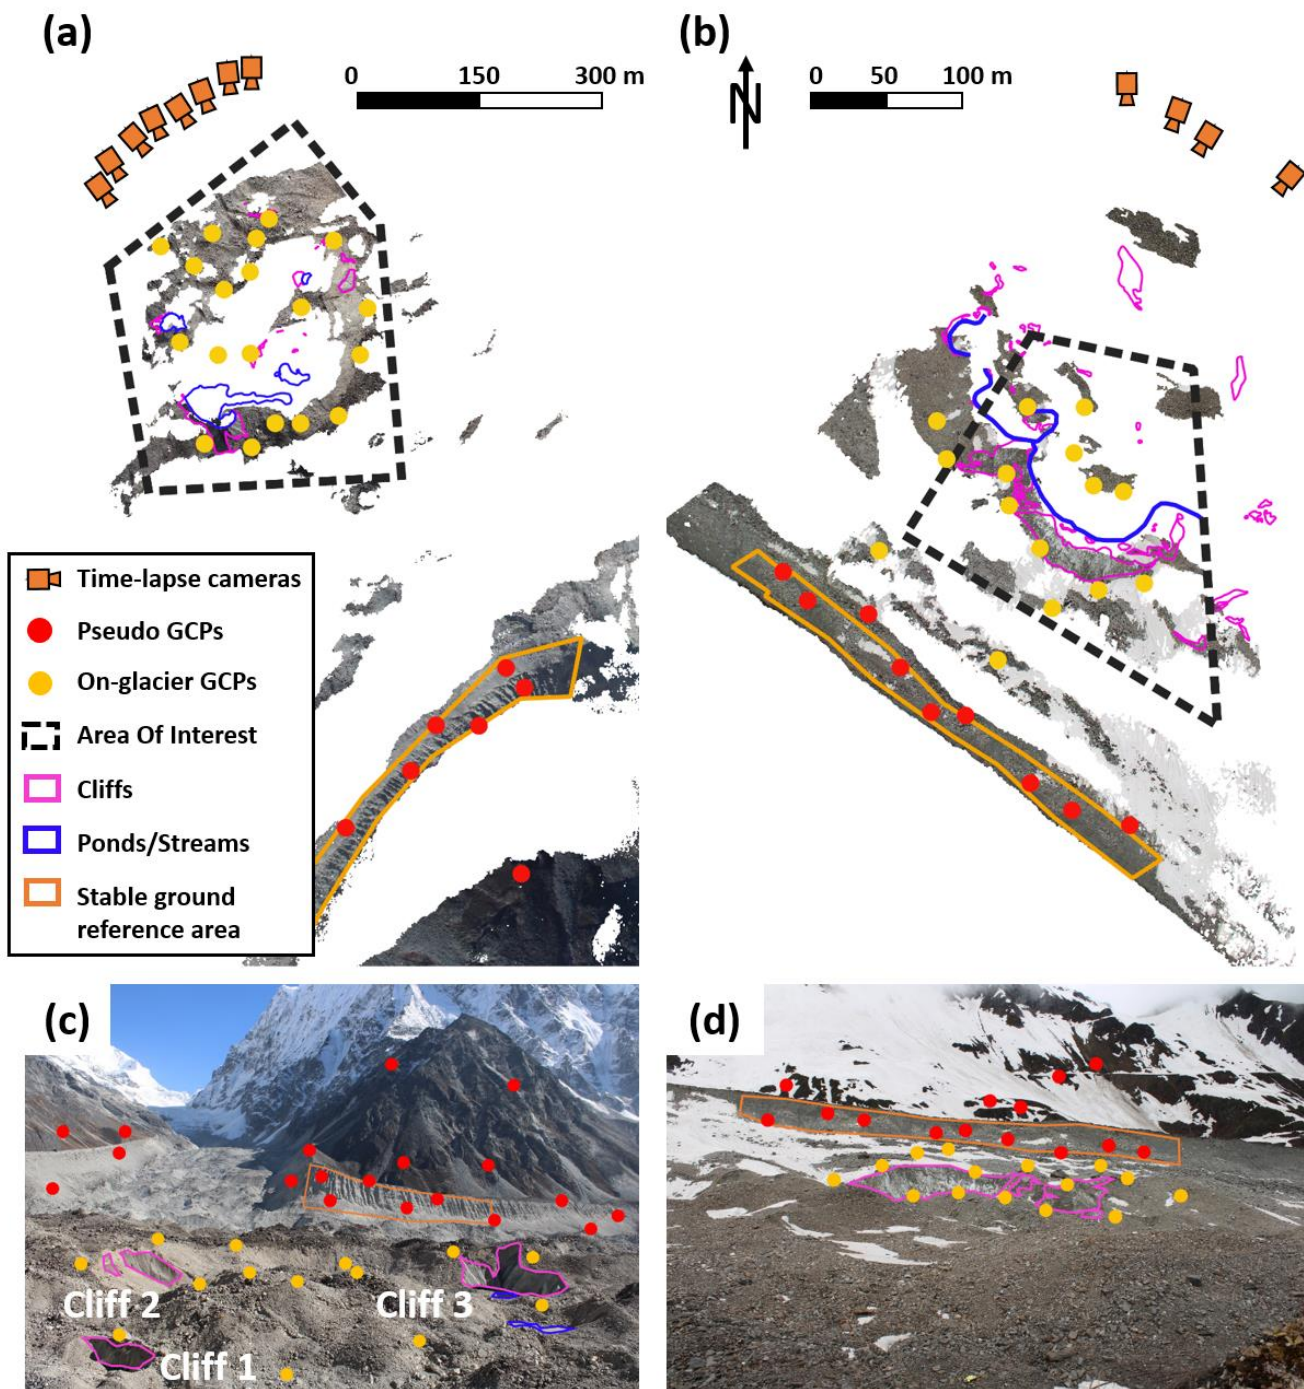 (a)
(b)
0 150 300 m
0 50 100 m
N
Time-lapse cameras
Pseudo GCPs
On-glacier GCPs
Area Of Interest
Cliffs
Ponds/Streams
Stable ground
reference area
(c)
(d)
Cliff 2
Cliff 3
Cliff 1